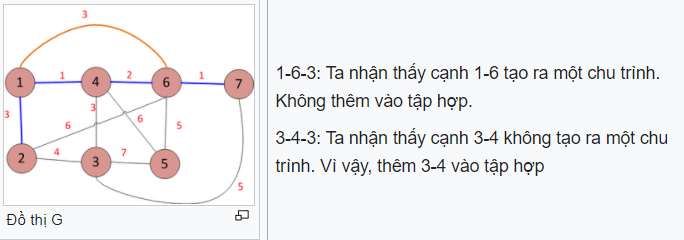 3
1 1 4 2 6 1 7
3 3 6
6 5
2 4 3 7 5
5
Đồ thị G
1-6-3: Ta nhận thấy cạnh 1-6 tạo ra một chu trình.
Không thêm vào tập hợp.
3-4-3: Ta nhận thấy cạnh 3-4 không tạo ra một chu
trình. Vì vậy, thêm 3-4 vào tập hợp